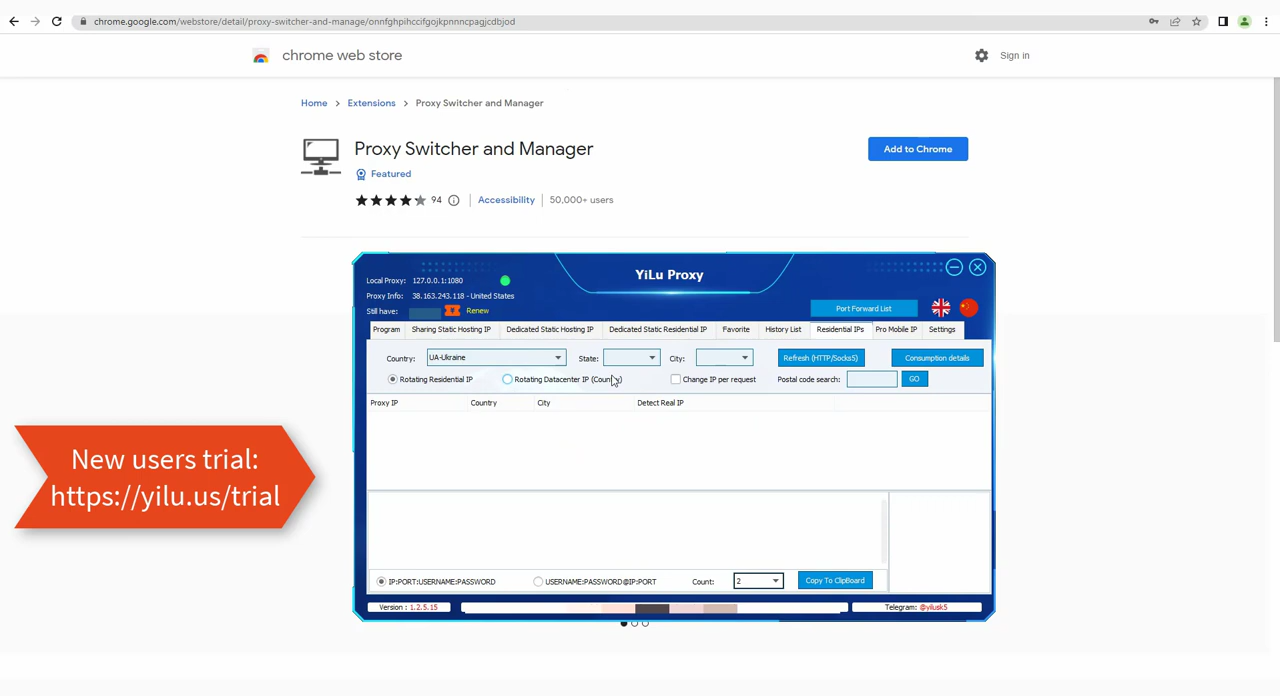 chrome.google.com/webstore/detail/proxy-switcher-and-manage/onnfghpihccifgojkpnnncpagjcdbjod
chrome web store
Sign in
Home > Extensions > Proxy Switcher and Manager
Proxy Switcher and Manager
Add to Chrome
Featured
94 Accessibility 50,000+ users
YiLu Proxy
Local Proxy: 127.0.0.1:1080
Proxy Info: 38.163.243.118 - United States
Still have: Renew
Port Forward List
Program Sharing Static Hosting IP Dedicated Static Hosting IP Dedicated Static Residential IP Favorite History List Residential IPs Pro Mobile IP Settings
Country: UA-Ukraine State: City: Refresh (HTTP/Socks5) Consumption details
Rotating Residential IP Rotating Datacenter IP (Country) Change IP per request Postal code search: GO
Proxy IP Country City Detect Real IP
New users trial:
https://yilu.us/trial
IP:PORT:USERNAME:PASSWORD USERNAME:PASSWORD@IP:PORT Count: 2 Copy To ClipBoard
Version : 1.2.5.15 Telegram: @yilusk5